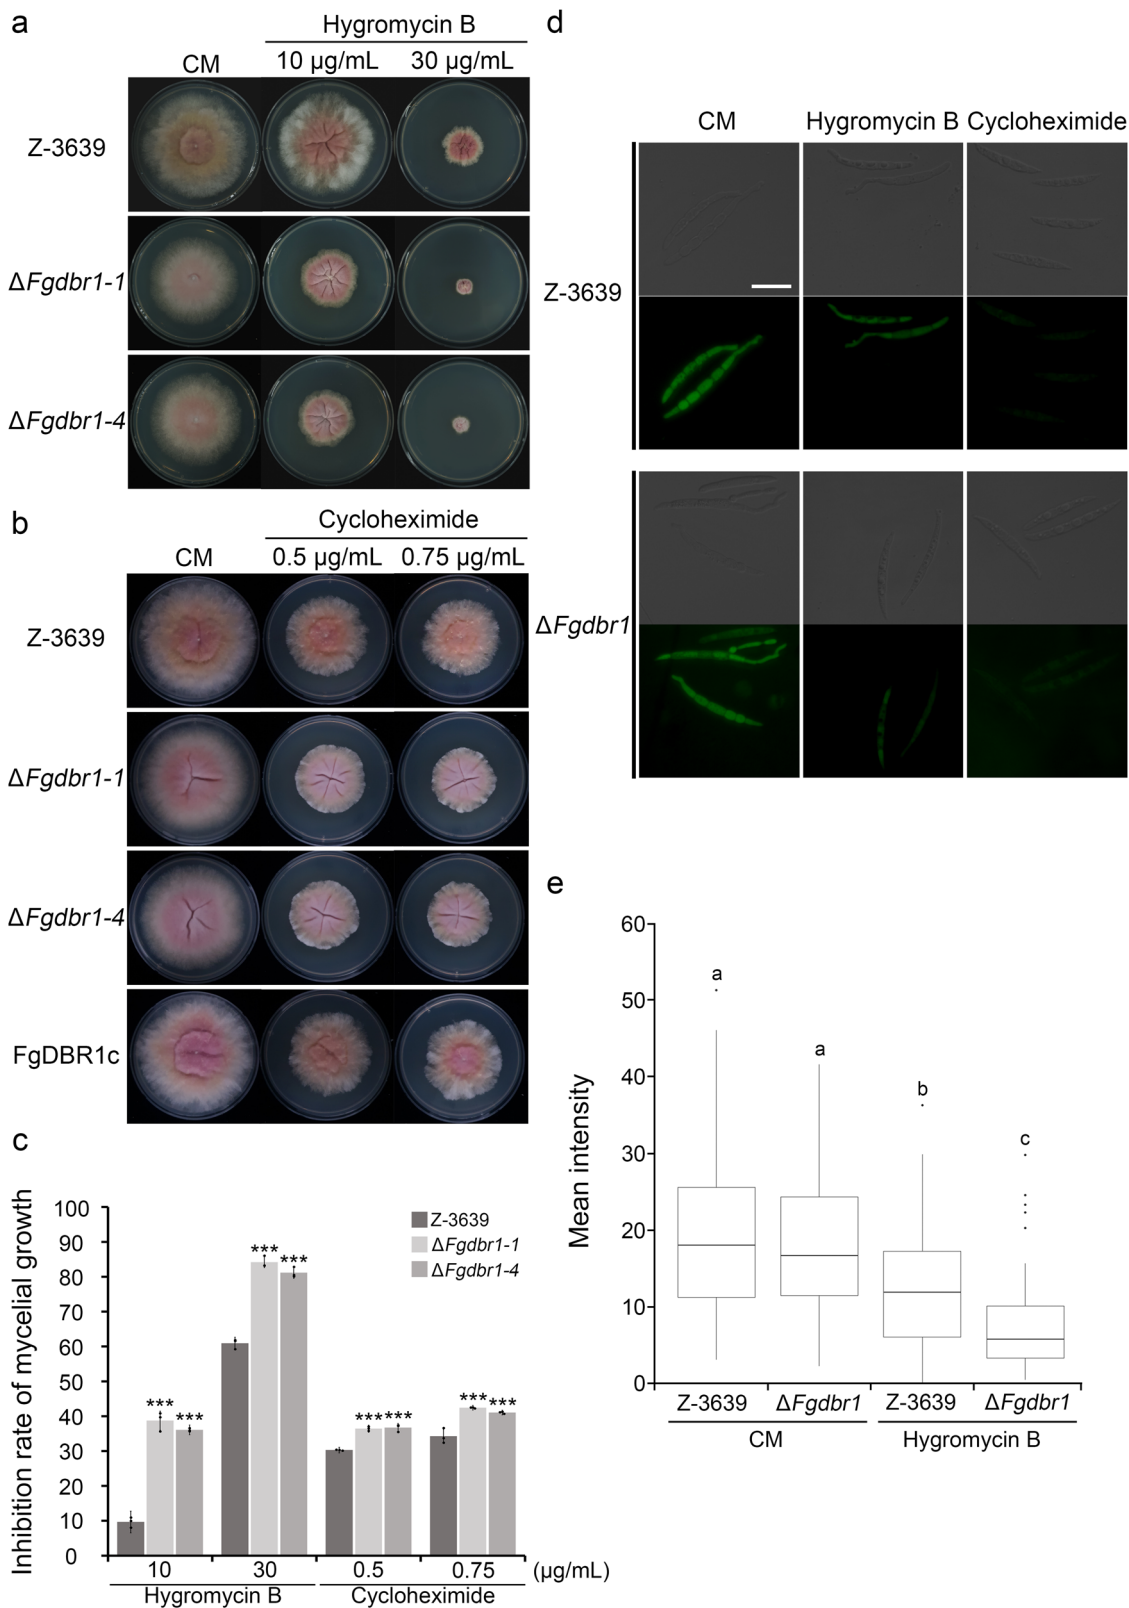 a
Hygromycin B
CM
10 µg/mL
30 µg/mL
Z-3639
ΔFgdbr1-1
ΔFgdbr1-4
b
Cycloheximide
CM
0.5 µg/mL
0.75 µg/mL
Z-3639
ΔFgdbr1-1
ΔFgdbr1-4
FgDBR1c
c
Inhibition rate of mycelial growth
100
90
80
70
60
50
40
30
20
10
0
Z-3639
ΔFgdbr1-1
ΔFgdbr1-4
*** ***
*** ***
*** ***
*** ***
10 30 0.5 0.75 (µg/mL)
Hygromycin B Cycloheximide
d
CM Hygromycin B Cycloheximide
Z-3639
ΔFgdbr1
e
Mean intensity
60
50
40
30
20
10
0
a
a
b
c
Z-3639 ΔFgdbr1 Z-3639 ΔFgdbr1
CM Hygromycin B